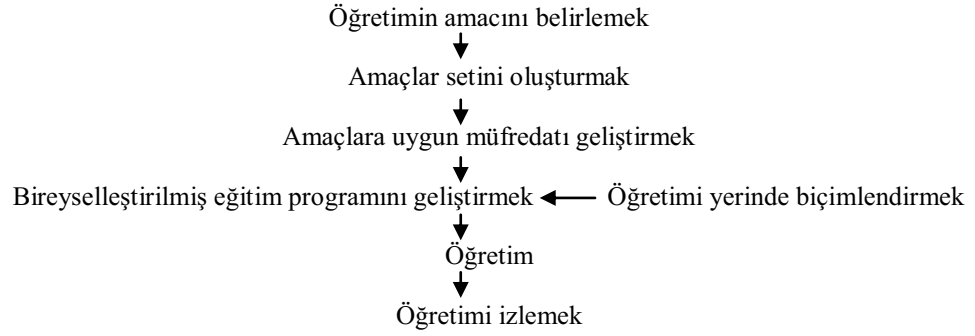 Öğretimin amacını belirlemek
Amaçlar setini oluşturmak
Amaçlara uygun müfredatı geliştirmek
Bireyselleştirilmiş eğitim programını geliştirmek Öğretimi yerinde biçimlendirmek
Öğretim
Öğretimi izlemek